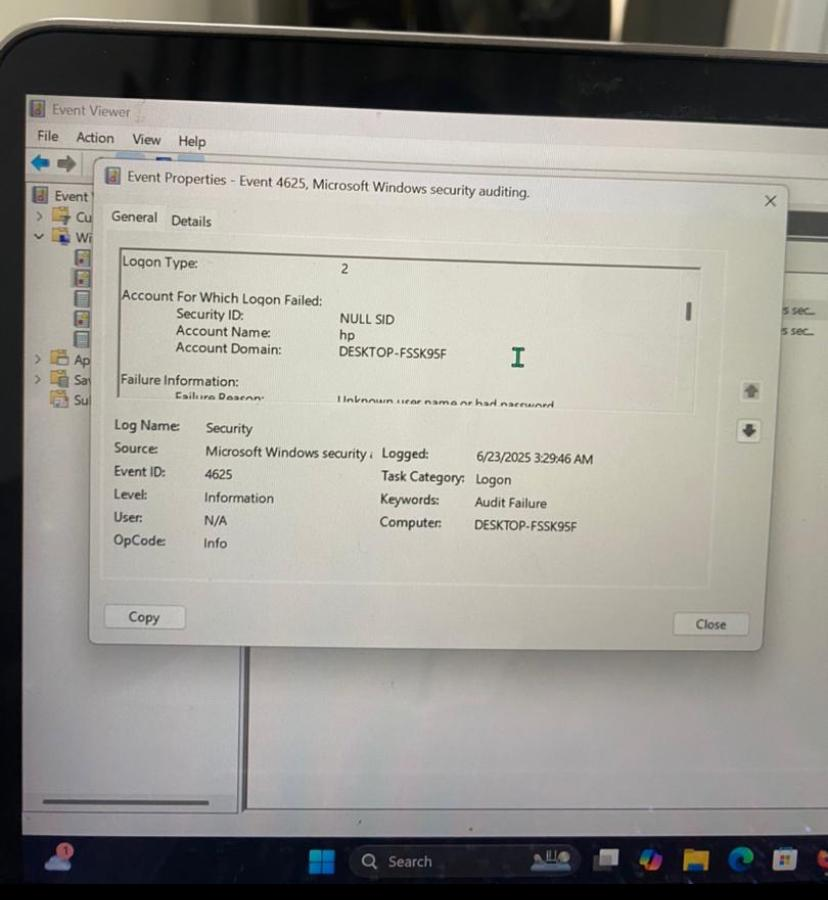 Event Viewer
File Action View Help
Event Properties - Event 4625, Microsoft Windows security auditing.
Event
Cu
Wi
Ap
Sa
Su
General Details
Logon Type: 2
Account For Which Logon Failed:
Security ID: NULL SID
Account Name: hp
Account Domain: DESKTOP-FSSK95F
Failure Information:
Failure Reason: Unknown user name or bad password
s sec...
s sec...
Log Name: Security
Source: Microsoft Windows security Logged: 6/23/2025 3:29:46 AM
Event ID: 4625 Task Category: Logon
Level: Information Keywords: Audit Failure
User: N/A Computer: DESKTOP-FSSK95F
OpCode: Info
Copy Close
1 Search